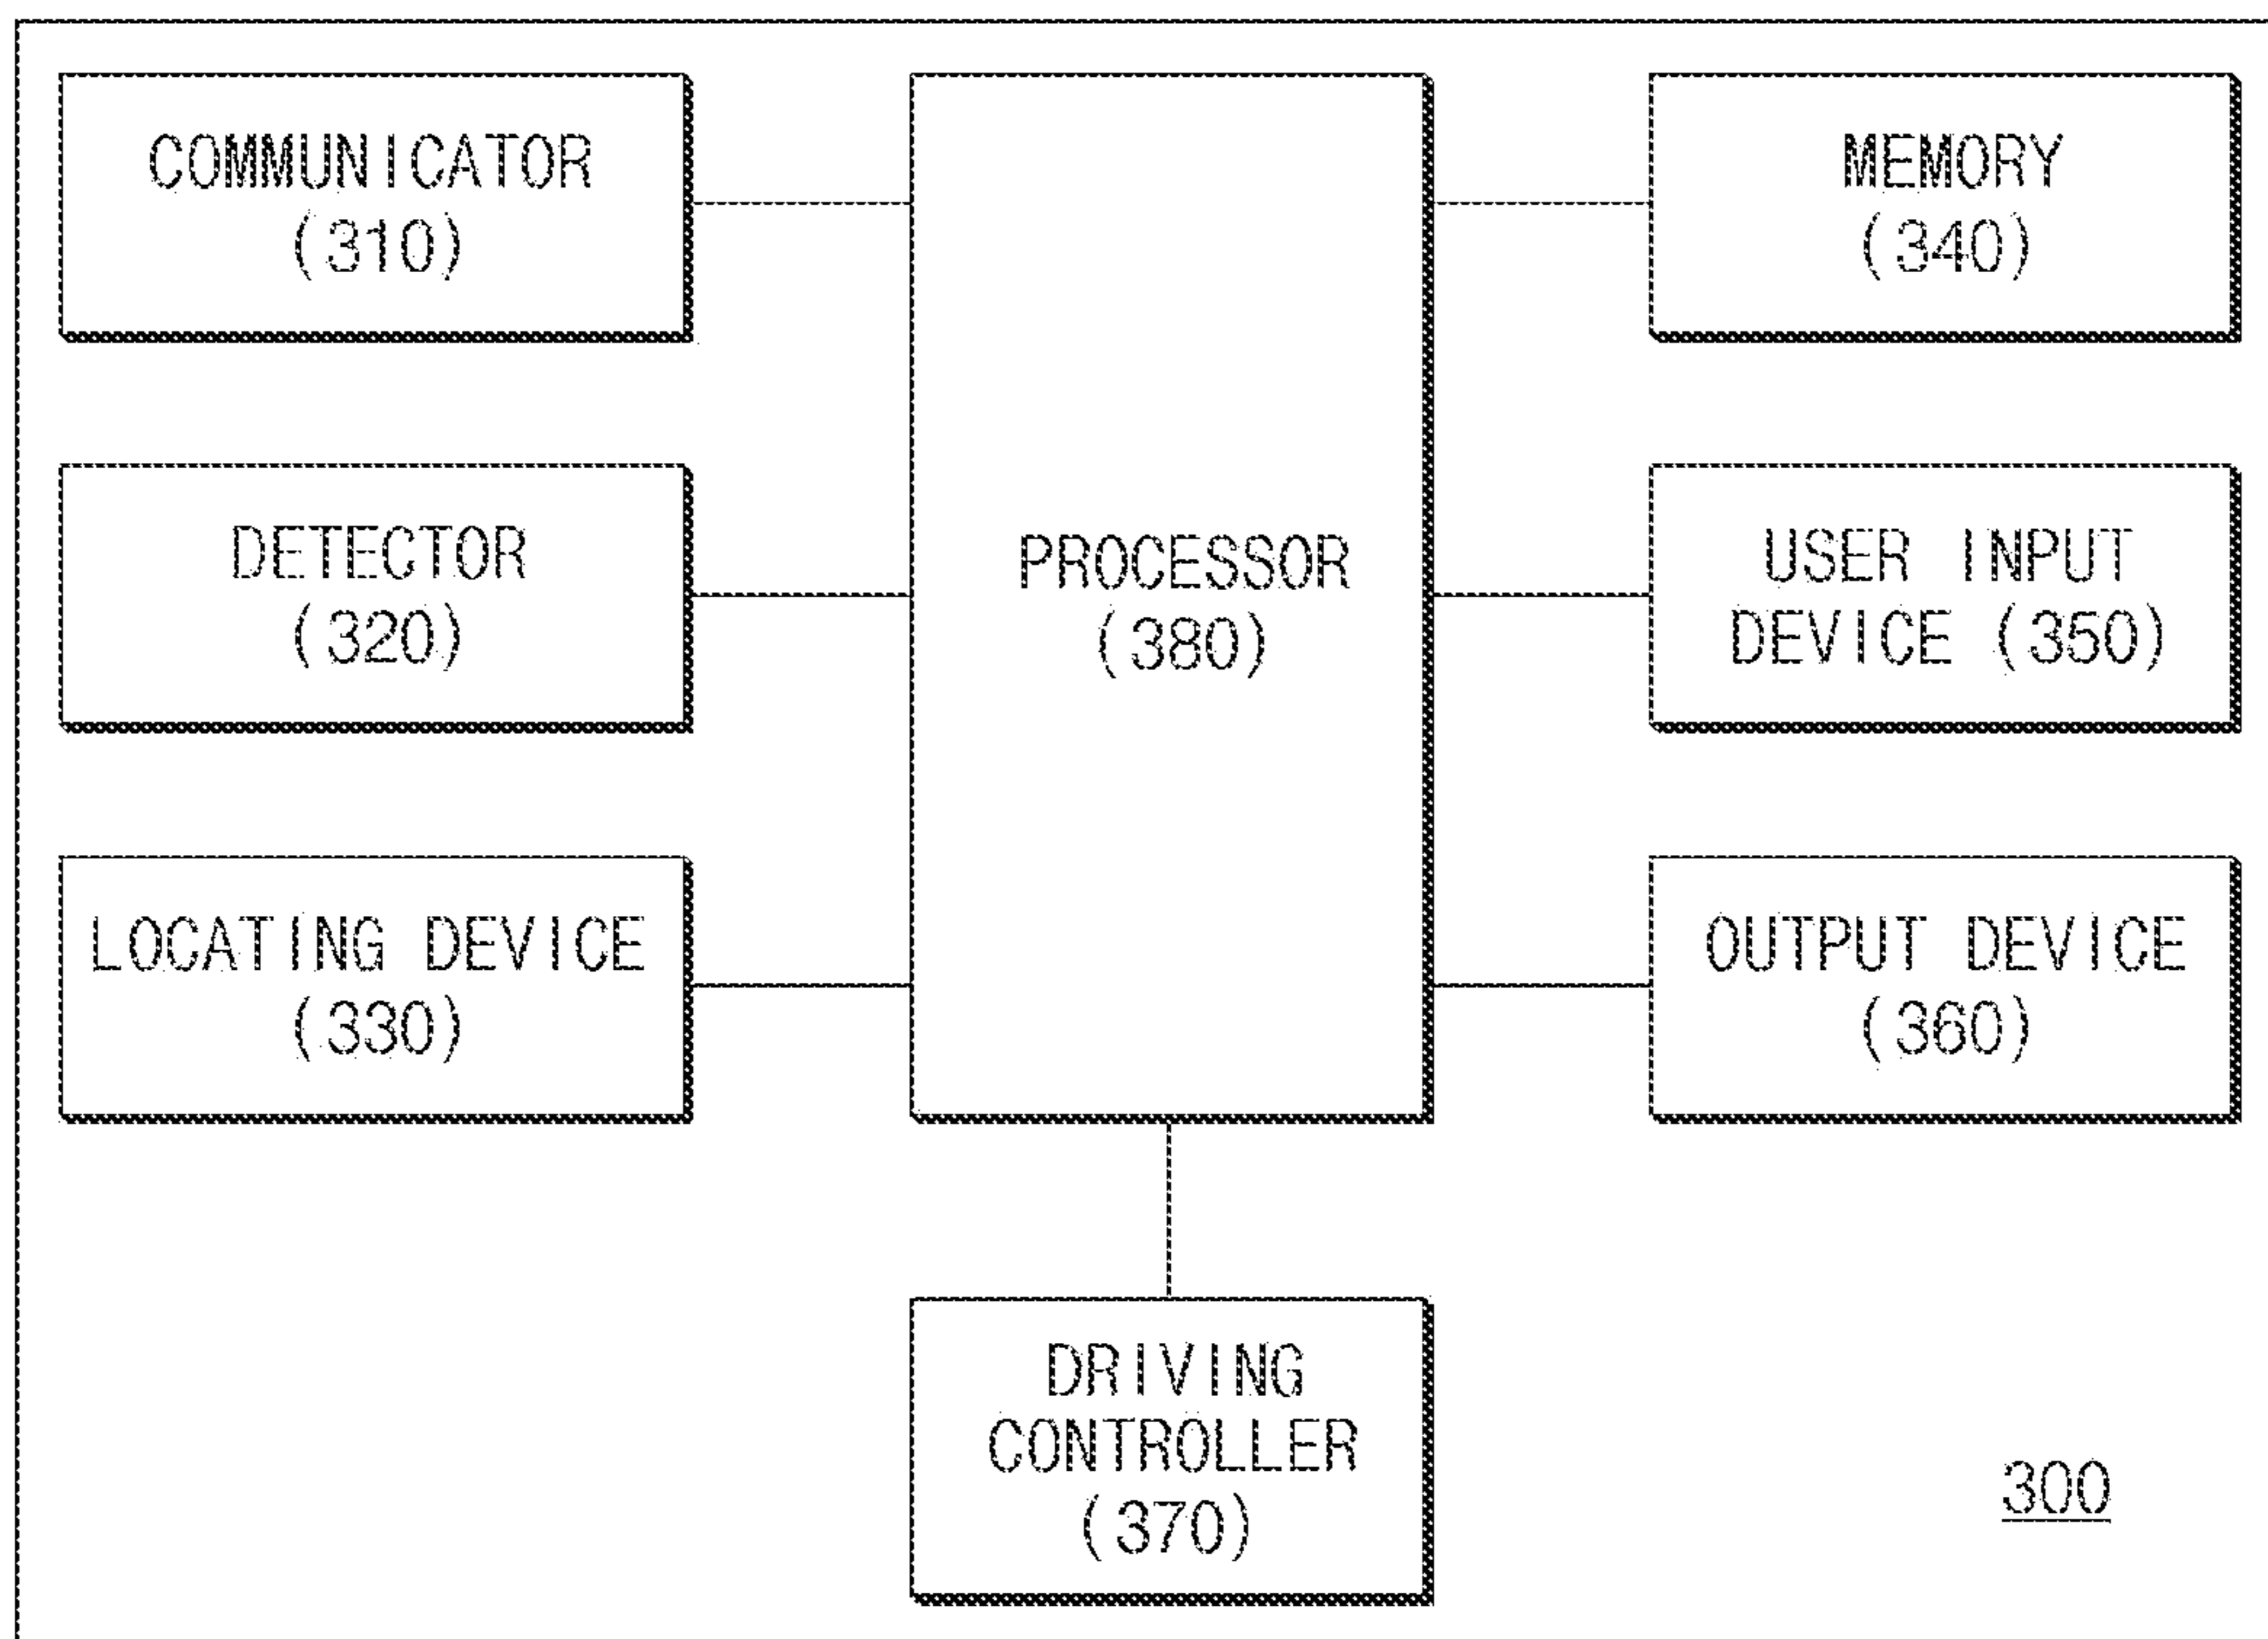 COMMUNICATOR
(310)
DETECTOR
(320)
LOCATING DEVICE
(330)
PROCESSOR
(380)
MEMORY
(340)
USER INPUT
DEVICE (350)
OUTPUT DEVICE
(360)
DRIVING
CONTROLLER
(370)
300